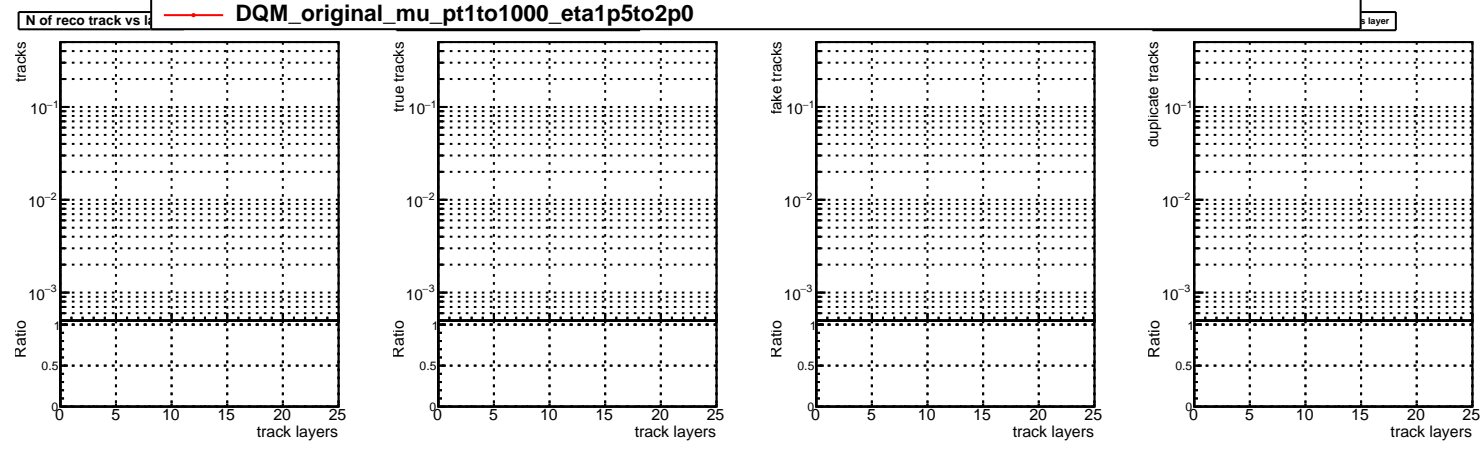 DQM_original_mu_pt1to1000_eta1p5to2p0
N of reco track vs
s layer
tracks
true tracks
fake tracks
duplicate tracks
10−1 10−1 10−1 10−1
10−2 10−2 10−2 10−2
10−3 10−3 10−3 10−3
Ratio Ratio Ratio Ratio
1 1 1 1
0.5 0.5 0.5 0.5
0 0 0 0
0 5 10 15 20 25 0 5 10 15 20 25 0 5 10 15 20 25 0 5 10 15 20 25
track layers track layers track layers track layers